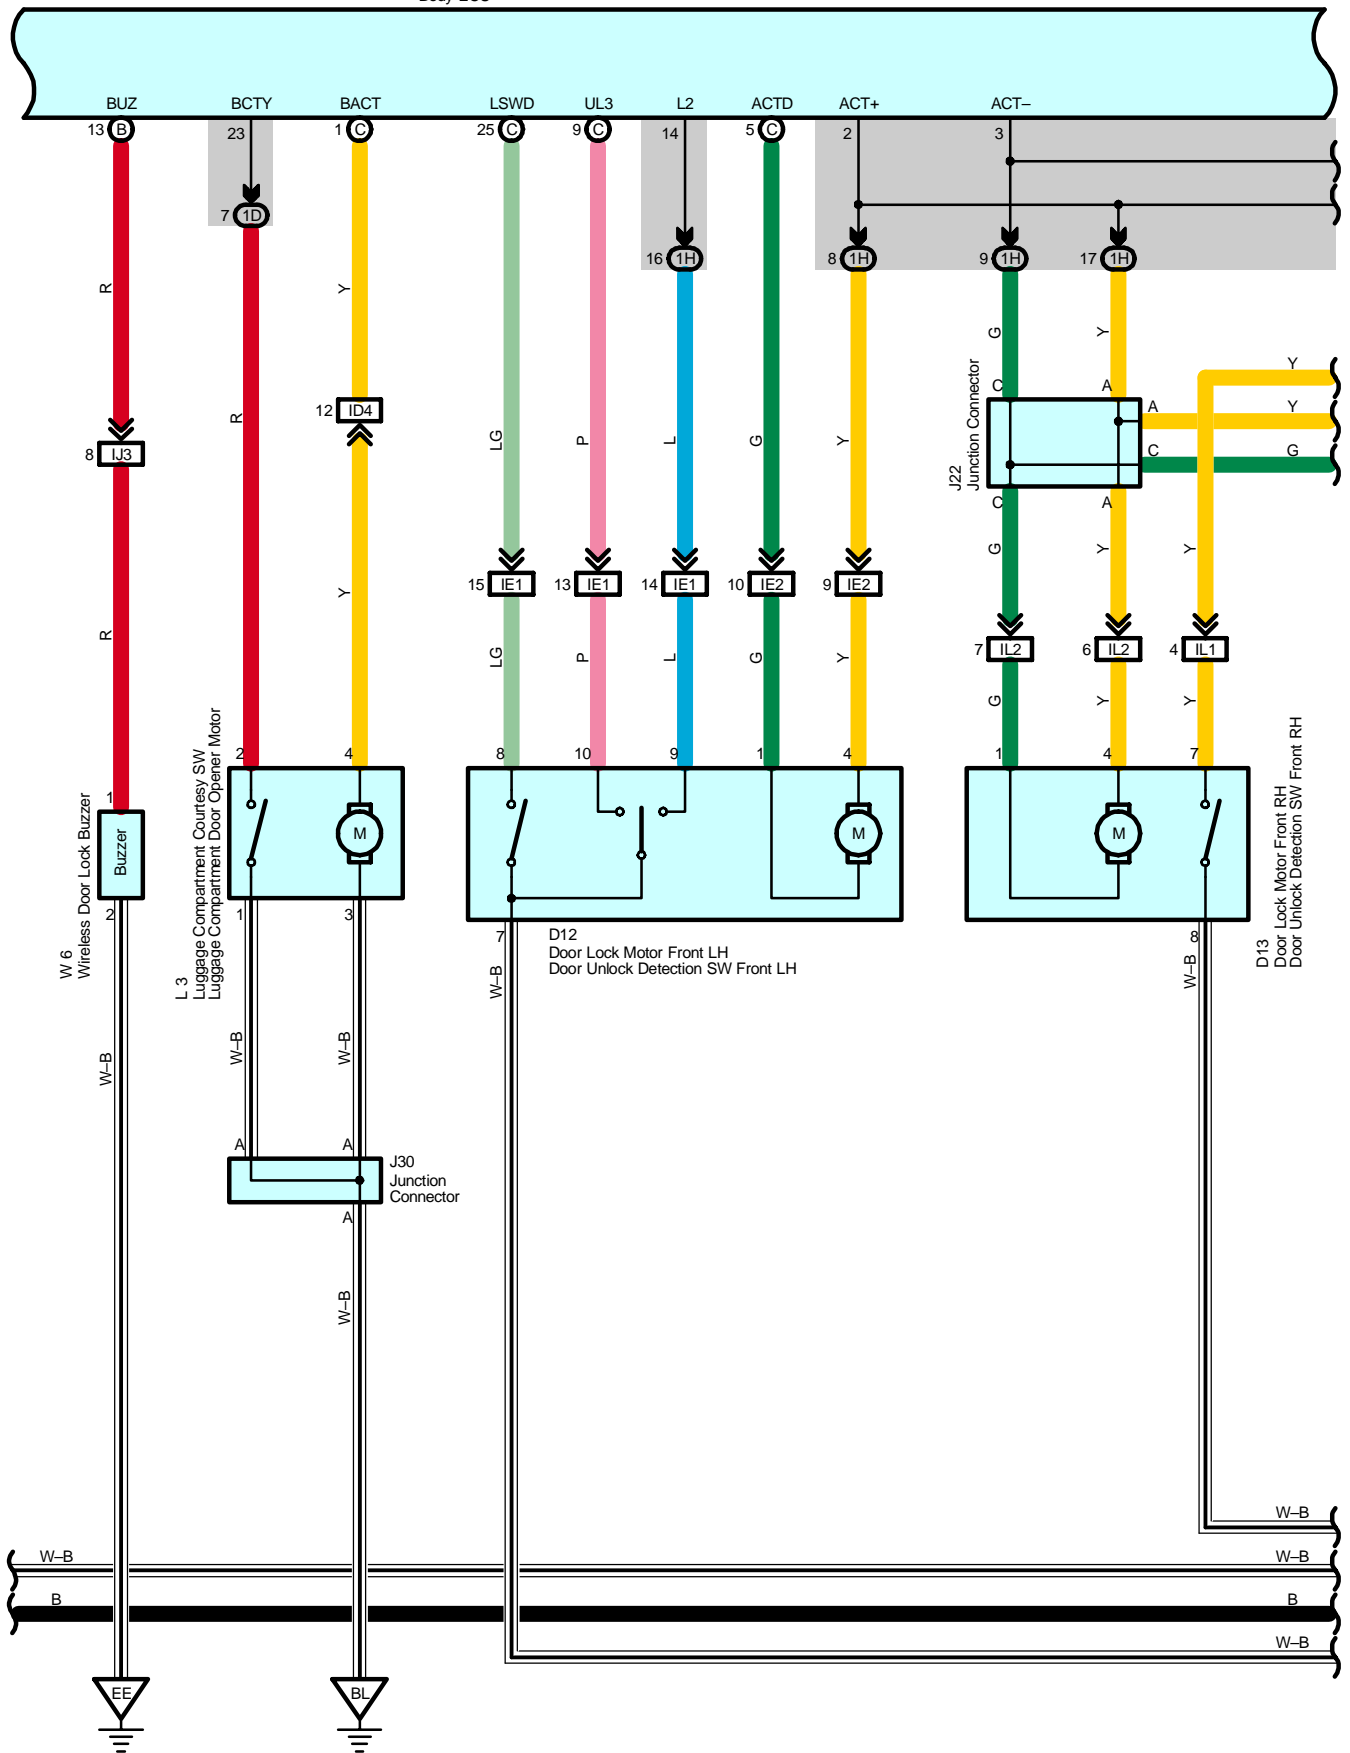 BUZ BCTY BACT LSWD UL3 L2 ACTD ACT+ ACT–
13 B 23 1 C 25 C 9 C 14 5 C 2 3
7 1D
16 1H 8 1H 9 1H 17 1H
R Y G Y
Y
C A
A Y
12 ID4
R LG P L G Y
C G
8 IJ3
J22
Junction Connector
C A
G Y Y
15 IE1 13 IE1 14 IE1 10 IE2 9 IE2
R Y
LG P L G Y
7 IL2 6 IL2 4 IL1
G Y Y
2 4 8 10 9 1 4 1 4 7
1
Buzzer
M M M
W 6
Wireless Door Lock Buzzer
L 3
Luggage Compartment Courtesy SW
Luggage Compartment Door Opener Motor
D13
Door Lock Motor Front RH
Door Unlock Detection SW Front RH
2 1 3 7 8
D12
Door Lock Motor Front LH
Door Unlock Detection SW Front LH
W–B W–B
W–B W–B W–B
A A
J30
Junction
Connector
A
W–B
W–B
W–B W–B
B B
W–B
EE BL